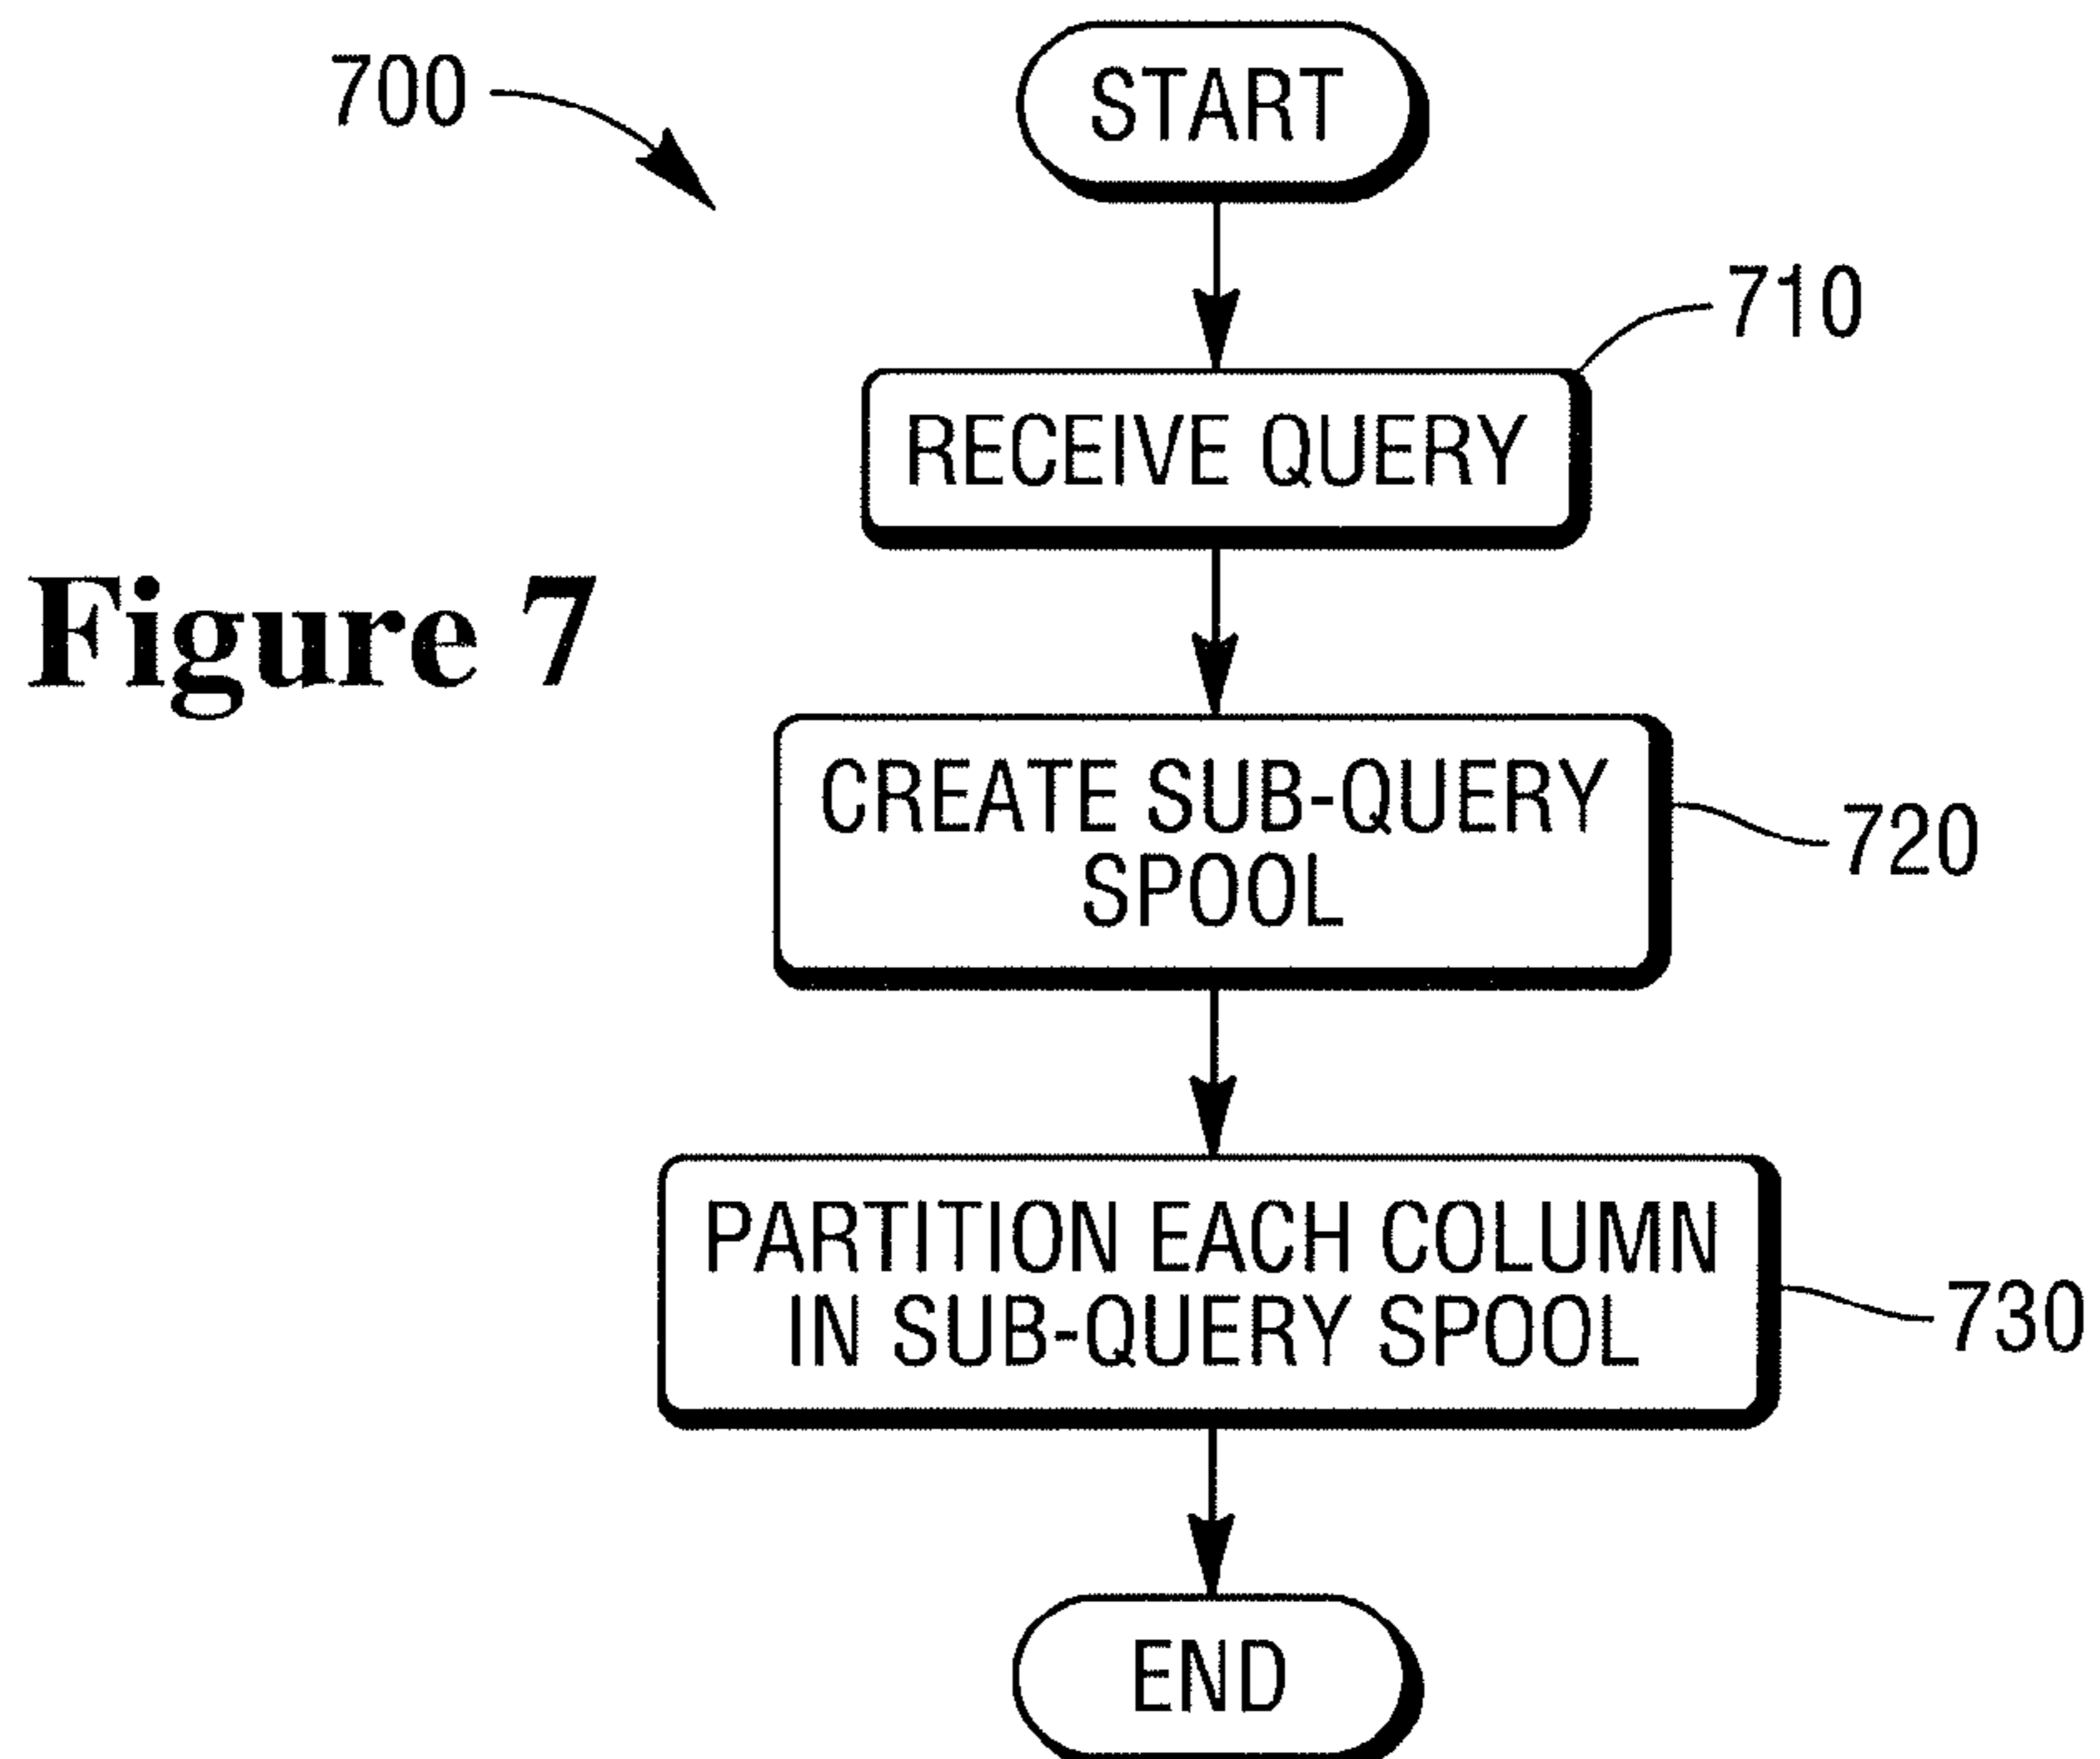 700
START
710
RECEIVE QUERY
Figure 7
CREATE SUB-QUERY
SPOOL
720
PARTITION EACH COLUMN
IN SUB-QUERY SPOOL
730
END